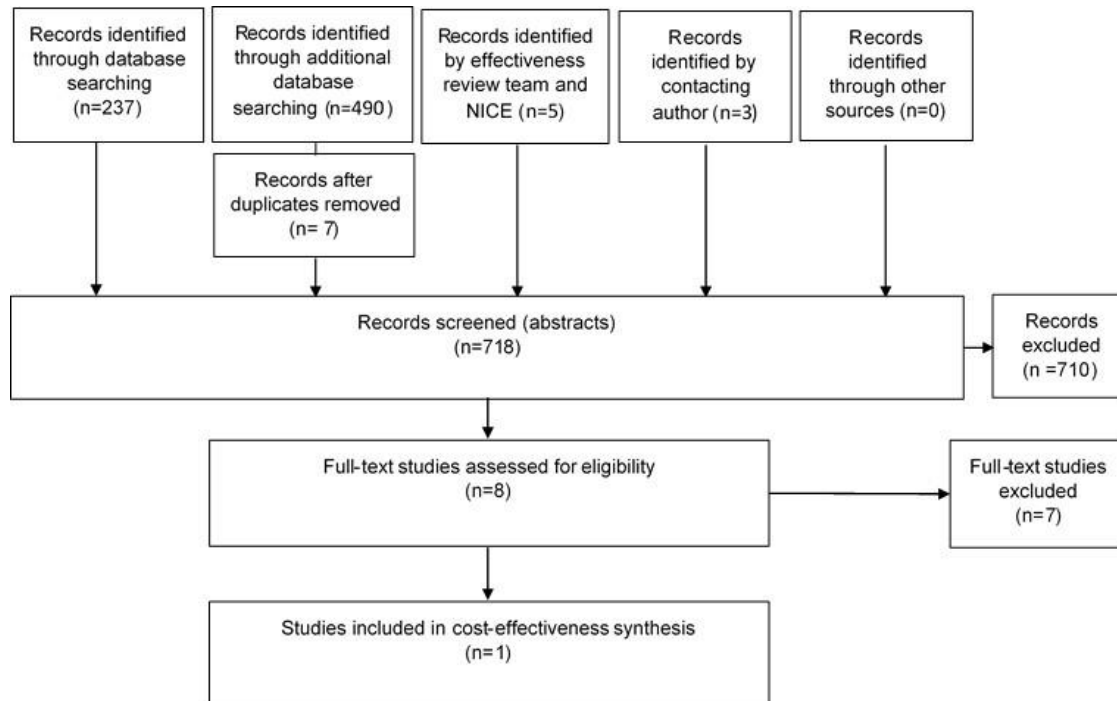 Records identified
through database
searching
(n=237)
Records identified
through additional
database
searching (n=490)
Records identified
by effectiveness
review team and
NICE (n=5)
Records
identified by
contacting
author (n=3)
Records
identified
through other
sources (n=0)
Records after
duplicates removed
(n= 7)
Records screened (abstracts)
(n=718)
Records
excluded
(n =710)
Full-text studies assessed for eligibility
(n=8)
Full-text studies
excluded
(n=7)
Studies included in cost-effectiveness synthesis
(n=1)